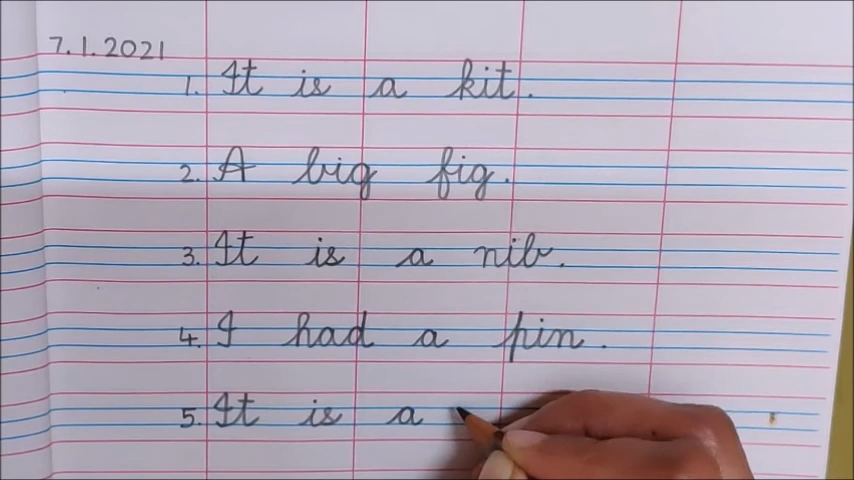 7.1.2021
1. It is a kit.
2. A big fig.
3. It is a nib.
4. I had a pin.
5. It is a